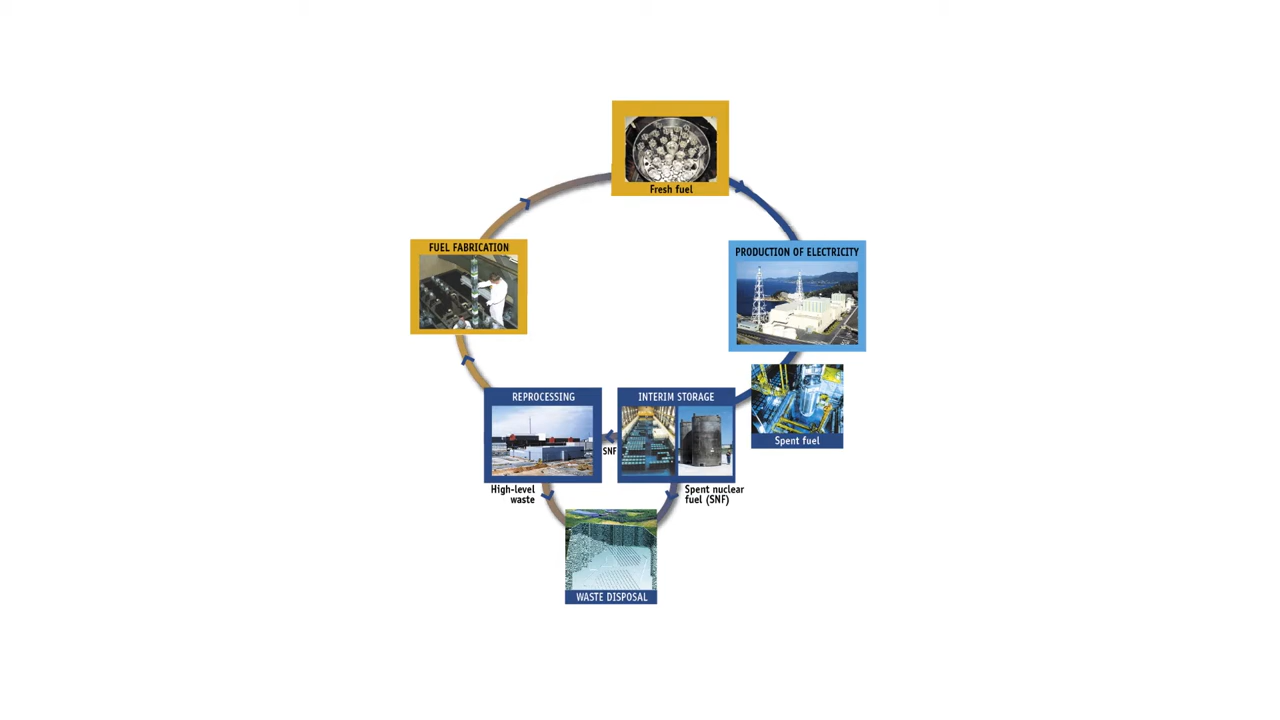 Fresh fuel
FUEL FABRICATION
PRODUCTION OF ELECTRICITY
REPROCESSING
INTERIM STORAGE
Spent fuel
SNF
High-level
waste
Spent nuclear
fuel (SNF)
WASTE DISPOSAL